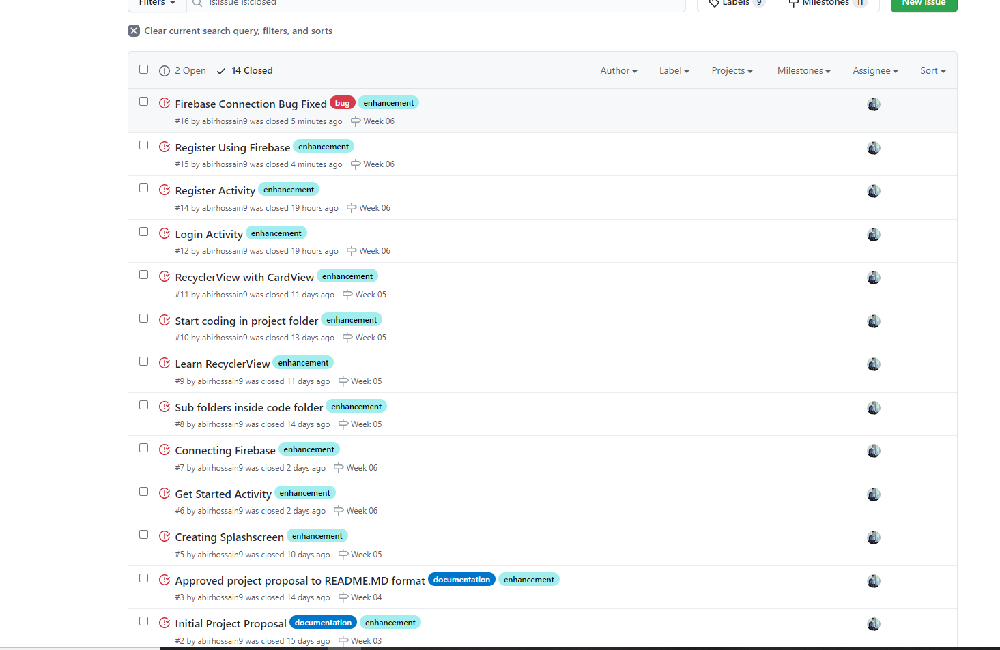 Filters is:issue is:closed Labels 9 Milestones 11 New issue
Clear current search query, filters, and sorts
2 Open 14 Closed Author Label Projects Milestones Assignee Sort
Firebase Connection Bug Fixed bug enhancement
#16 by abirhossain9 was closed 5 minutes ago Week 06
Register Using Firebase enhancement
#15 by abirhossain9 was closed 4 minutes ago Week 06
Register Activity enhancement
#14 by abirhossain9 was closed 19 hours ago Week 06
Login Activity enhancement
#12 by abirhossain9 was closed 19 hours ago Week 06
RecyclerView with CardView enhancement
#11 by abirhossain9 was closed 11 days ago Week 05
Start coding in project folder enhancement
#10 by abirhossain9 was closed 13 days ago Week 05
Learn RecyclerView enhancement
#9 by abirhossain9 was closed 11 days ago Week 05
Sub folders inside code folder enhancement
#8 by abirhossain9 was closed 14 days ago Week 05
Connecting Firebase enhancement
#7 by abirhossain9 was closed 2 days ago Week 06
Get Started Activity enhancement
#6 by abirhossain9 was closed 2 days ago Week 06
Creating Splashscreen enhancement
#5 by abirhossain9 was closed 10 days ago Week 05
Approved project proposal to README.MD format documentation enhancement
#3 by abirhossain9 was closed 14 days ago Week 04
Initial Project Proposal documentation enhancement
#2 by abirhossain9 was closed 15 days ago Week 03